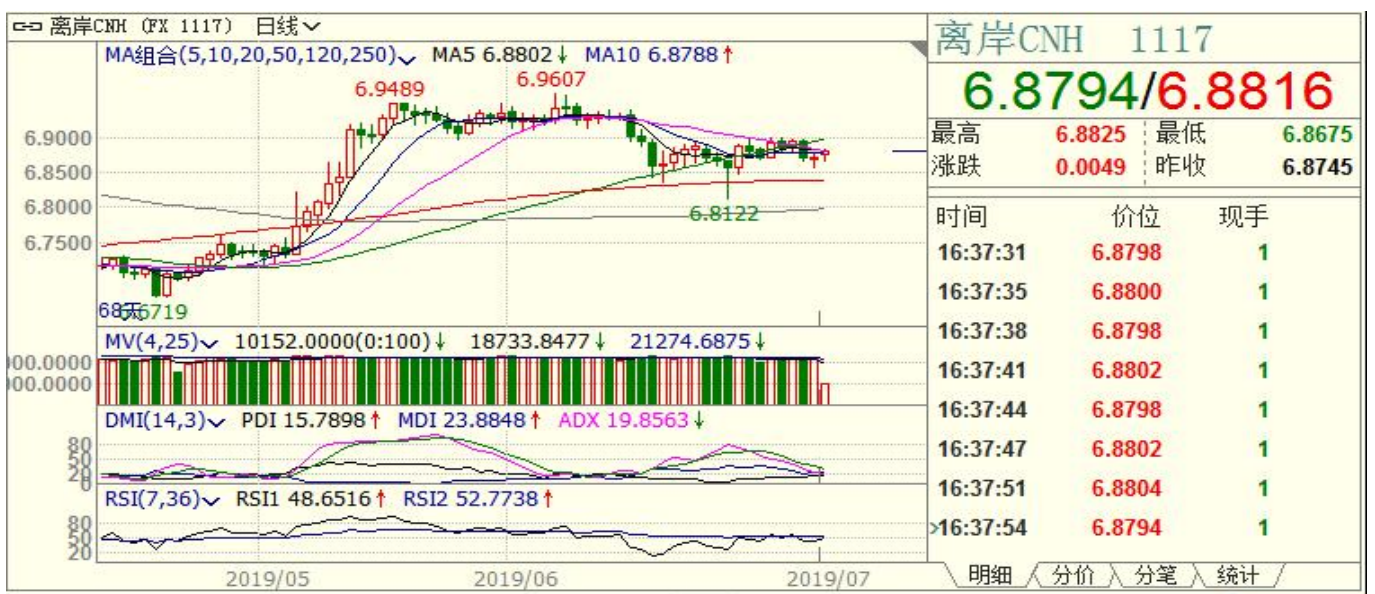 离岸CNH (FX 1117) 日线
MA组合(5,10,20,50,120,250) MA5 6.8802↓ MA10 6.8788↑
6.9489
6.9607
6.9000
6.8500
6.8000
6.7500
6.8122
68天
6.6719
MV(4,25) 10152.0000(0:100)↓ 18733.8477↓ 21274.6875↓
000.0000
000.0000
DMI(14,3) PDI 15.7898↑ MDI 23.8848↑ ADX 19.8563↓
80
50
20
0
RSI(7,36) RSI1 48.6516↑ RSI2 52.7738↑
80
50
20
2019/05 2019/06 2019/07
离岸CNH 1117
6.8794/6.8816
最高 6.8825 最低 6.8675
涨跌 0.0049 昨收 6.8745
时间 价位 现手
16:37:31 6.8798 1
16:37:35 6.8800 1
16:37:38 6.8798 1
16:37:41 6.8802 1
16:37:44 6.8798 1
16:37:47 6.8802 1
16:37:51 6.8804 1
>16:37:54 6.8794 1
明细 分价 分笔 统计